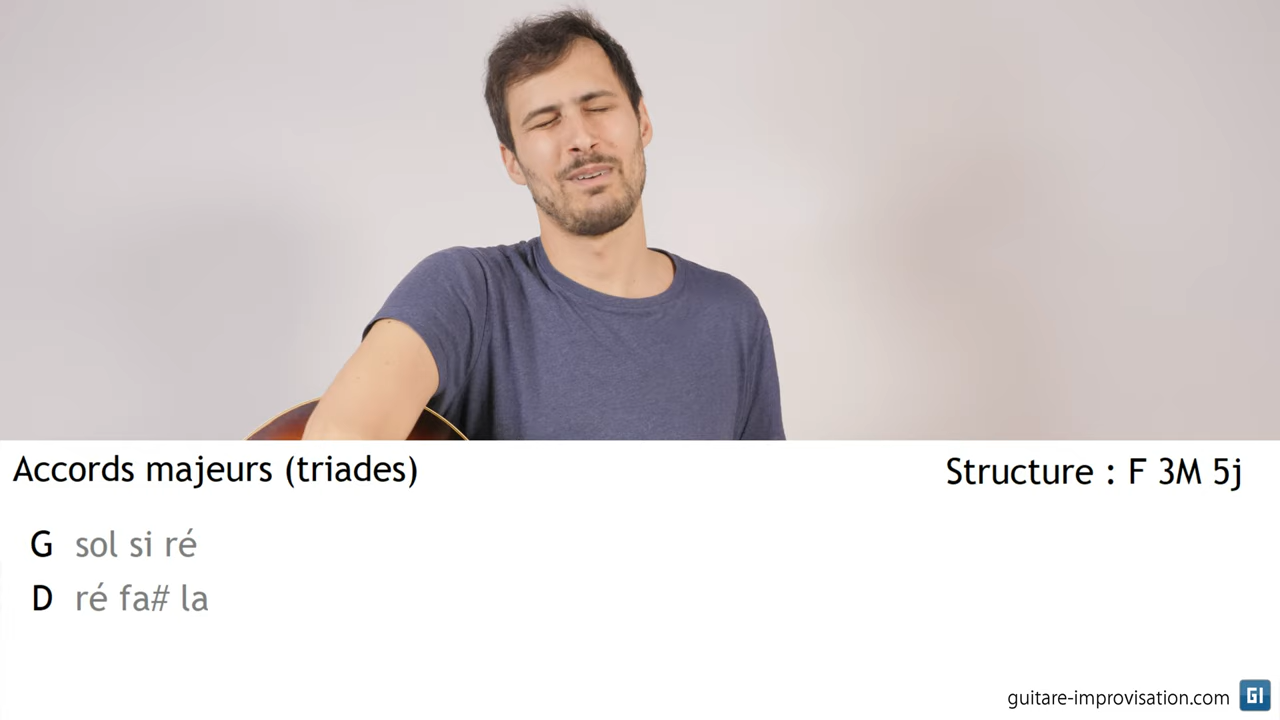 Accords majeurs (triades)
Structure : F 3M 5j
G sol si ré
D ré fa# la
guitare-improvisation.com GI